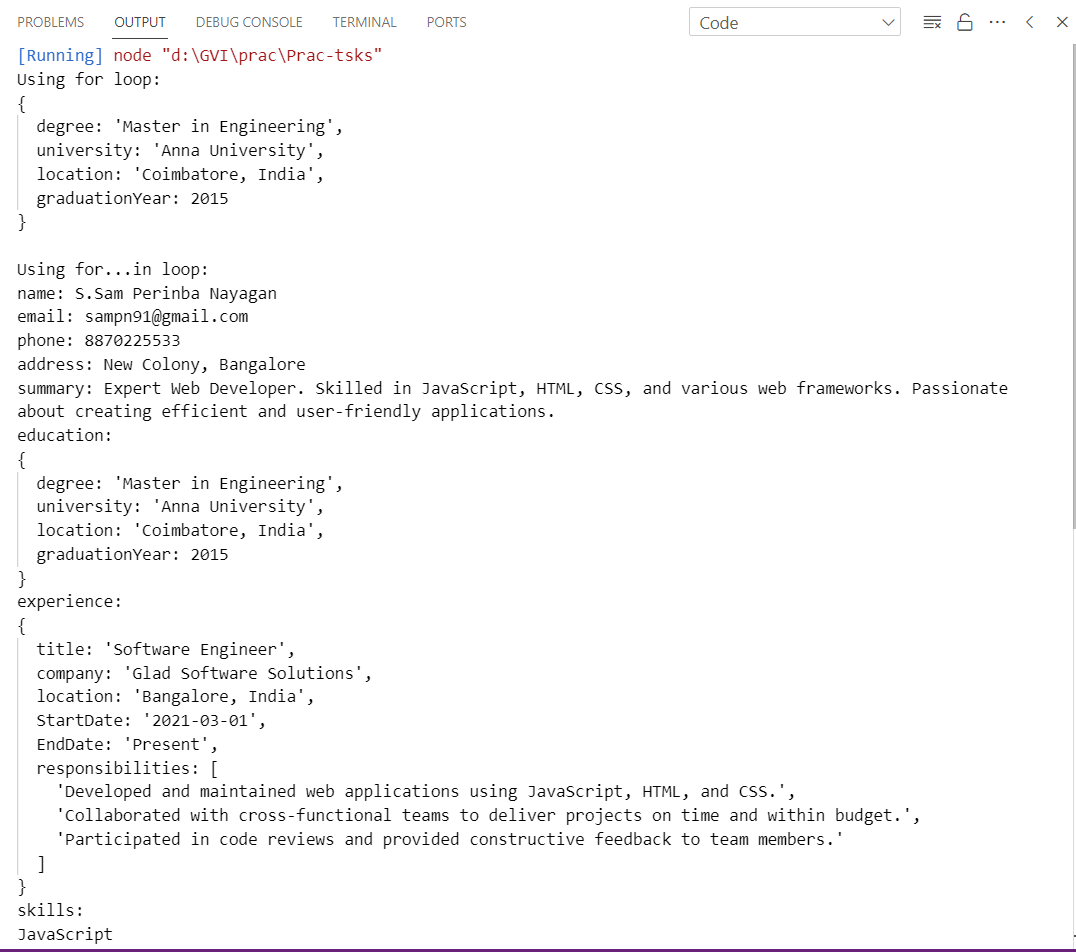 PROBLEMS OUTPUT DEBUG CONSOLE TERMINAL PORTS Code
[Running] node "d:\GVI\prac\Prac-tsks"
Using for loop:
{
  degree: 'Master in Engineering',
  university: 'Anna University',
  location: 'Coimbatore, India',
  graduationYear: 2015
}

Using for...in loop:
name: S.Sam Perinba Nayagan
email: sampn91@gmail.com
phone: 8870225533
address: New Colony, Bangalore
summary: Expert Web Developer. Skilled in JavaScript, HTML, CSS, and various web frameworks. Passionate
about creating efficient and user-friendly applications.
education:
{
  degree: 'Master in Engineering',
  university: 'Anna University',
  location: 'Coimbatore, India',
  graduationYear: 2015
}
experience:
{
  title: 'Software Engineer',
  company: 'Glad Software Solutions',
  location: 'Bangalore, India',
  StartDate: '2021-03-01',
  EndDate: 'Present',
  responsibilities: [
    'Developed and maintained web applications using JavaScript, HTML, and CSS.',
    'Collaborated with cross-functional teams to deliver projects on time and within budget.',
    'Participated in code reviews and provided constructive feedback to team members.'
  ]
}
skills:
JavaScript